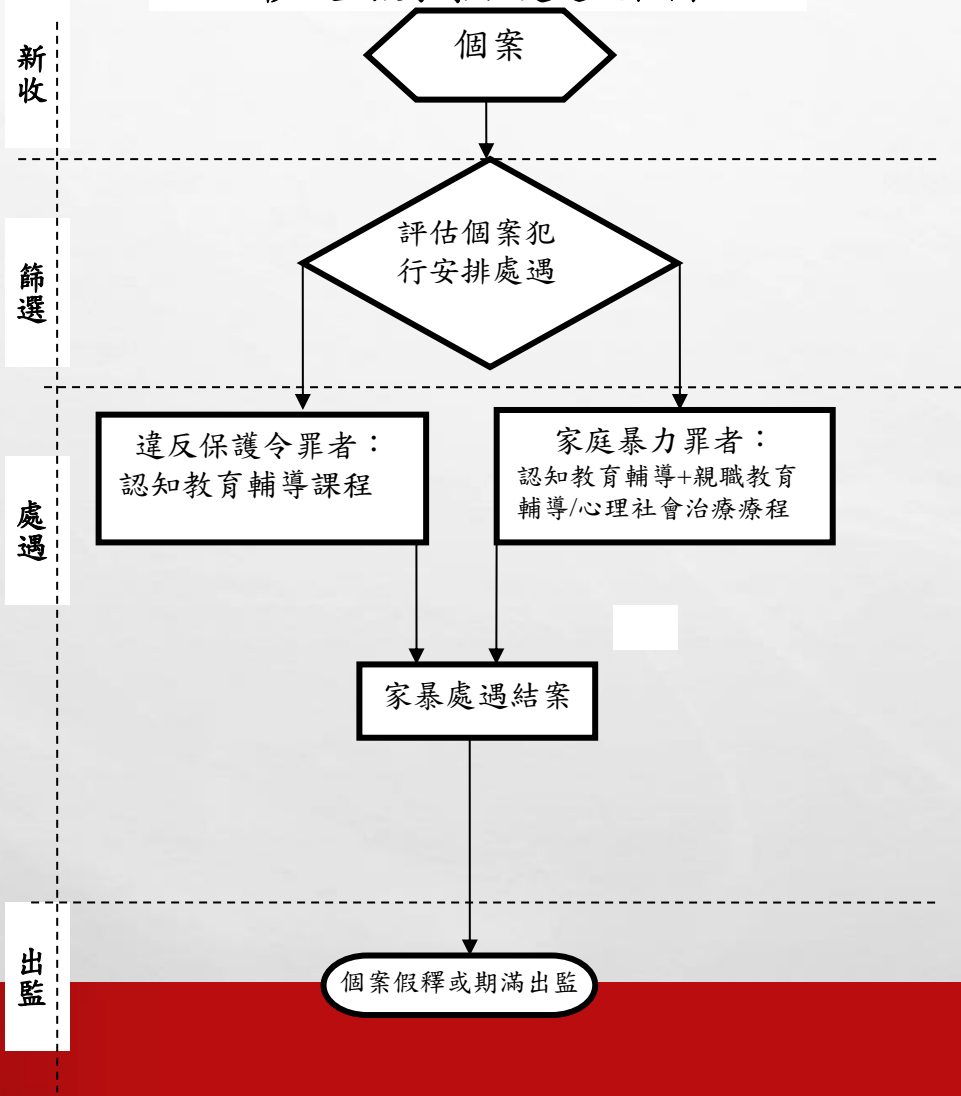 新收
個案
篩選
評估個案犯
行安排處遇
處遇
違反保護令罪者：
認知教育輔導課程
家庭暴力罪者：
認知教育輔導+親職教育
輔導/心理社會治療療程
家暴處遇結案
出監
個案假釋或期滿出監